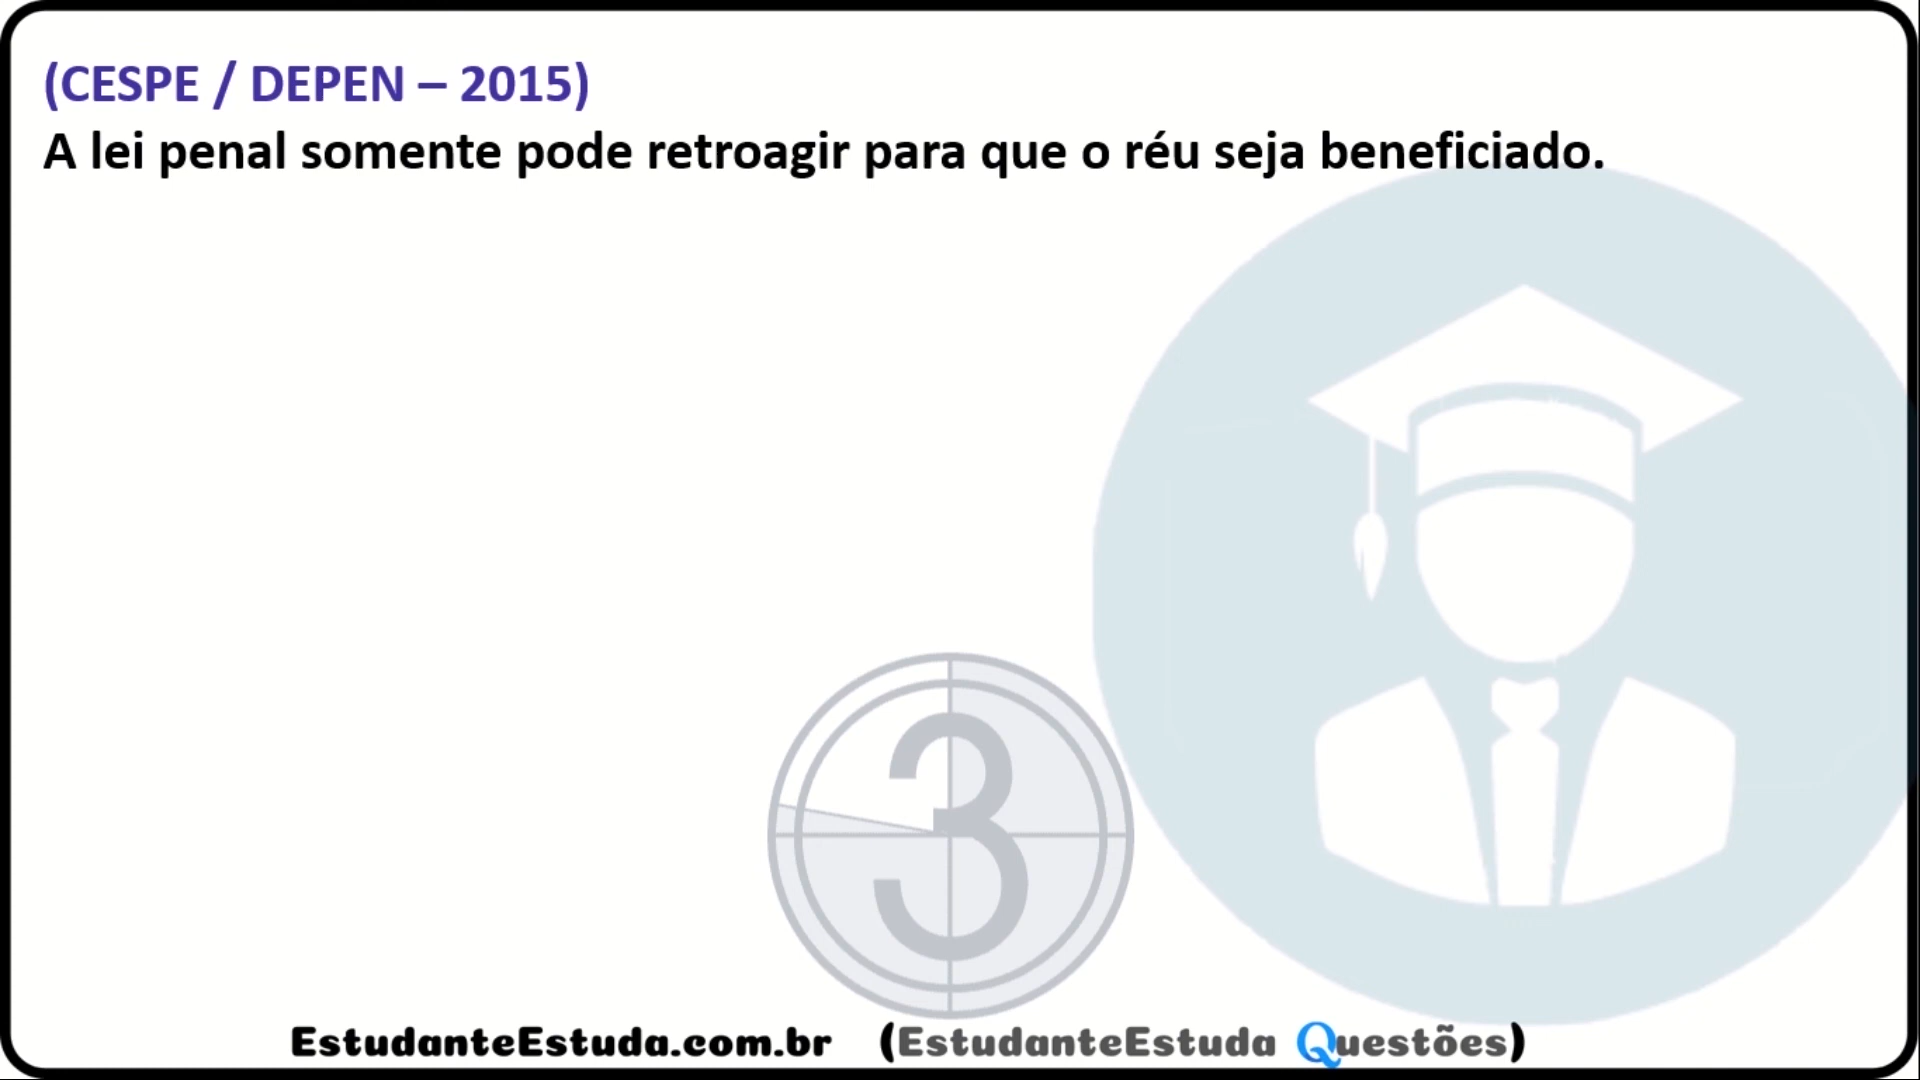 (CESPE / DEPEN – 2015)
A lei penal somente pode retroagir para que o réu seja beneficiado.
3
EstudanteEstuda.com.br (EstudanteEstuda Questões)